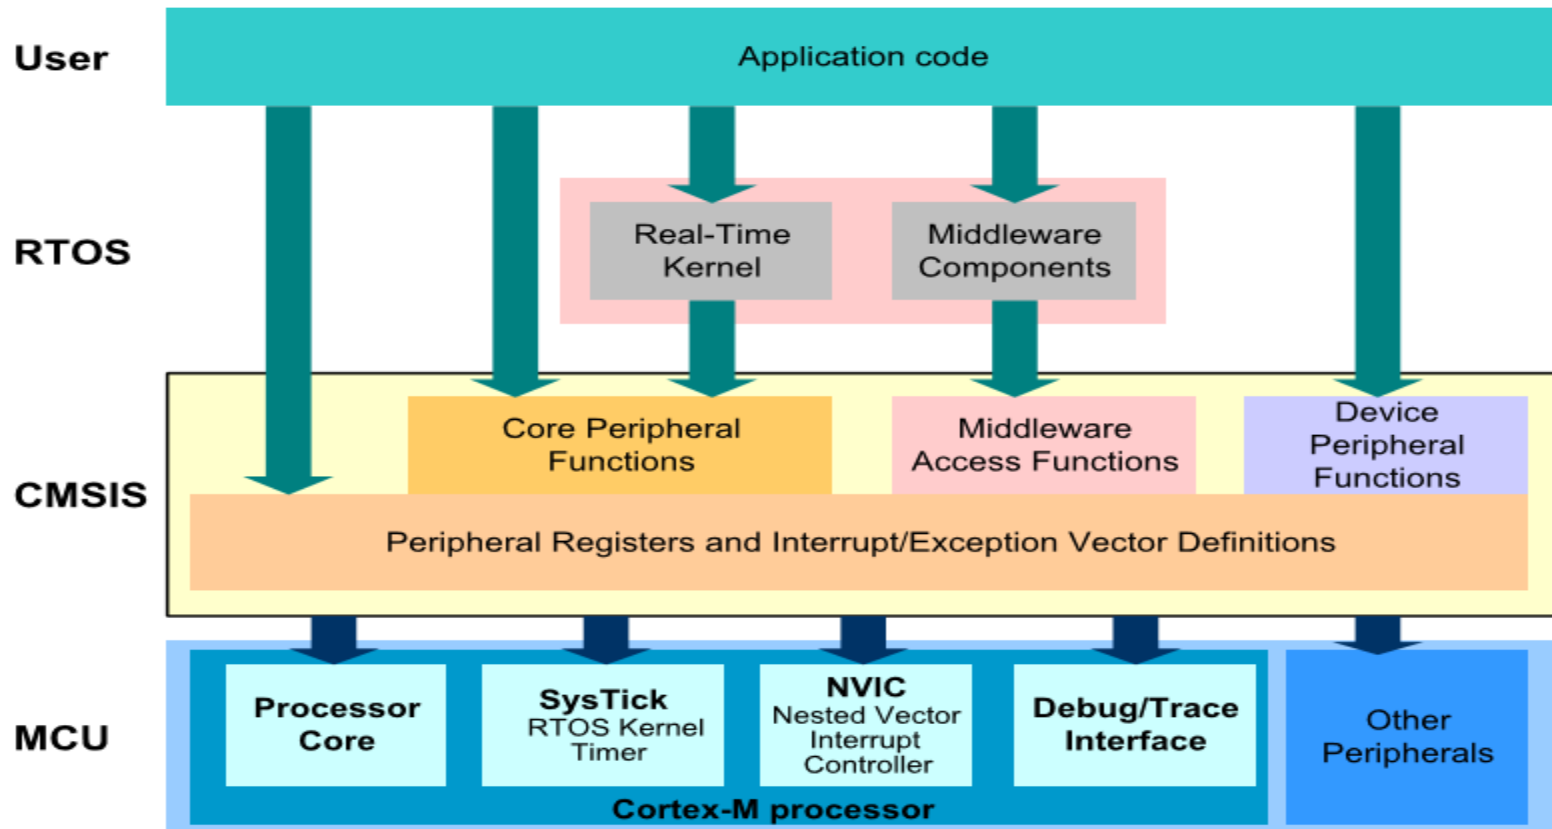 User
Application code
RTOS
Real-Time
Kernel
Middleware
Components
CMSIS
Core Peripheral
Functions
Middleware
Access Functions
Device
Peripheral
Functions
Peripheral Registers and Interrupt/Exception Vector Definitions
MCU
Processor
Core
SysTick
RTOS Kernel
Timer
NVIC
Nested Vector
Interrupt
Controller
Debug/Trace
Interface
Other
Peripherals
Cortex-M processor